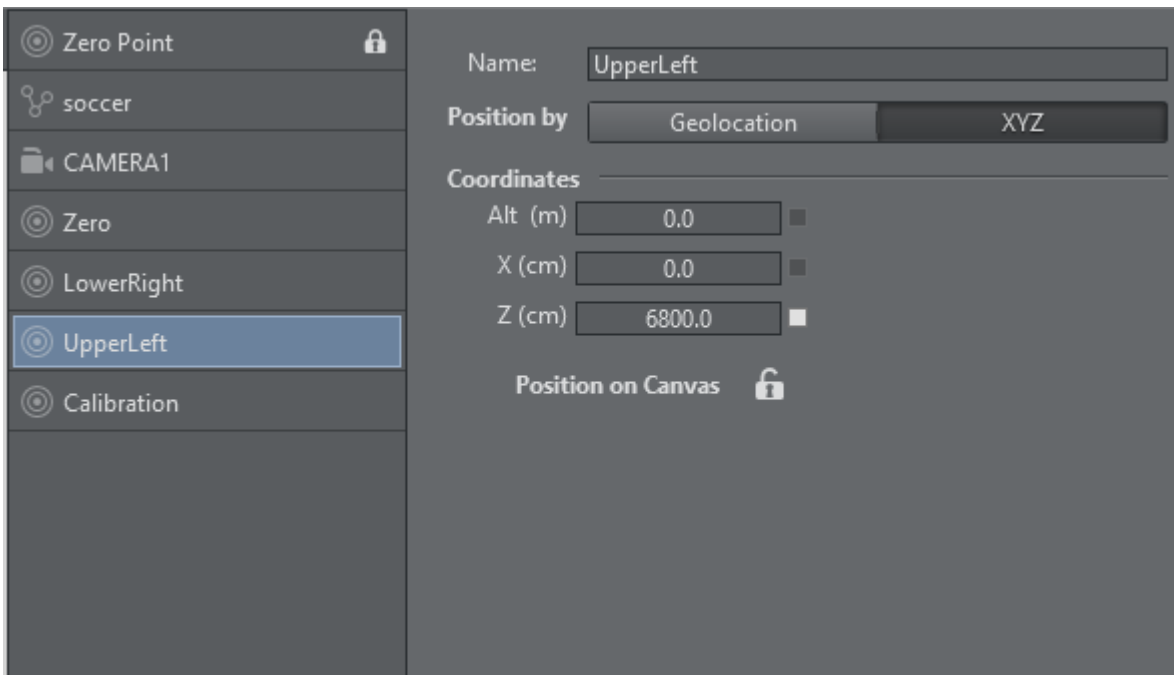 Zero Point
soccer
CAMERA1
Zero
LowerRight
UpperLeft
Calibration
Name: UpperLeft
Position by Geolocation XYZ
Coordinates
Alt (m) 0.0
X (cm) 0.0
Z (cm) 6800.0
Position on Canvas